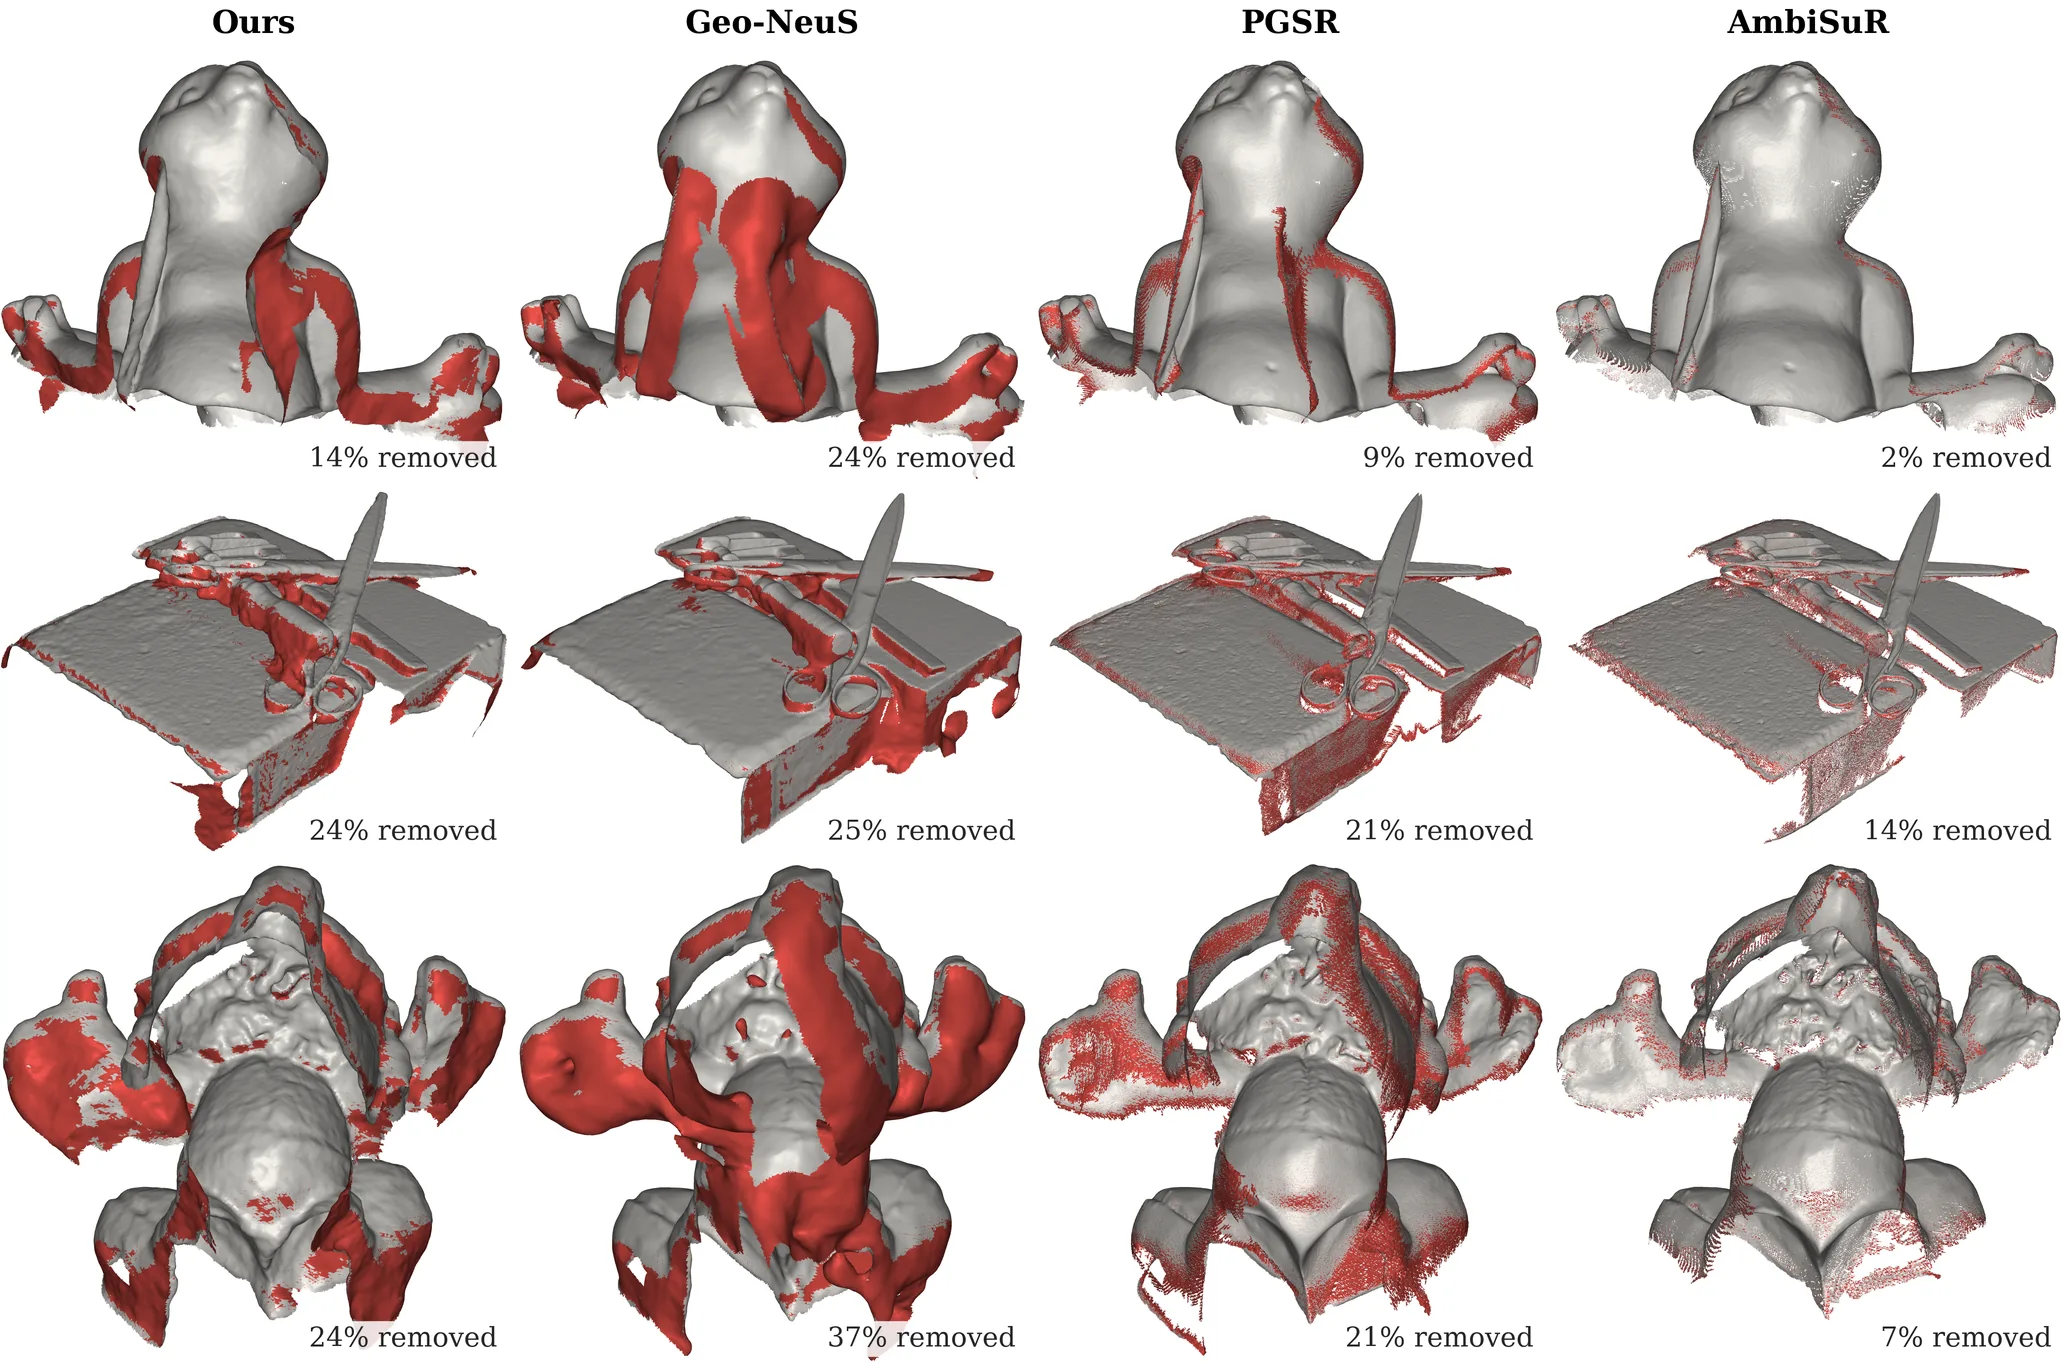 Ours Geo-NeuS PGSR AmbiSuR
14% removed 24% removed 9% removed 2% removed
24% removed 25% removed 21% removed 14% removed
24% removed 37% removed 21% removed 7% removed